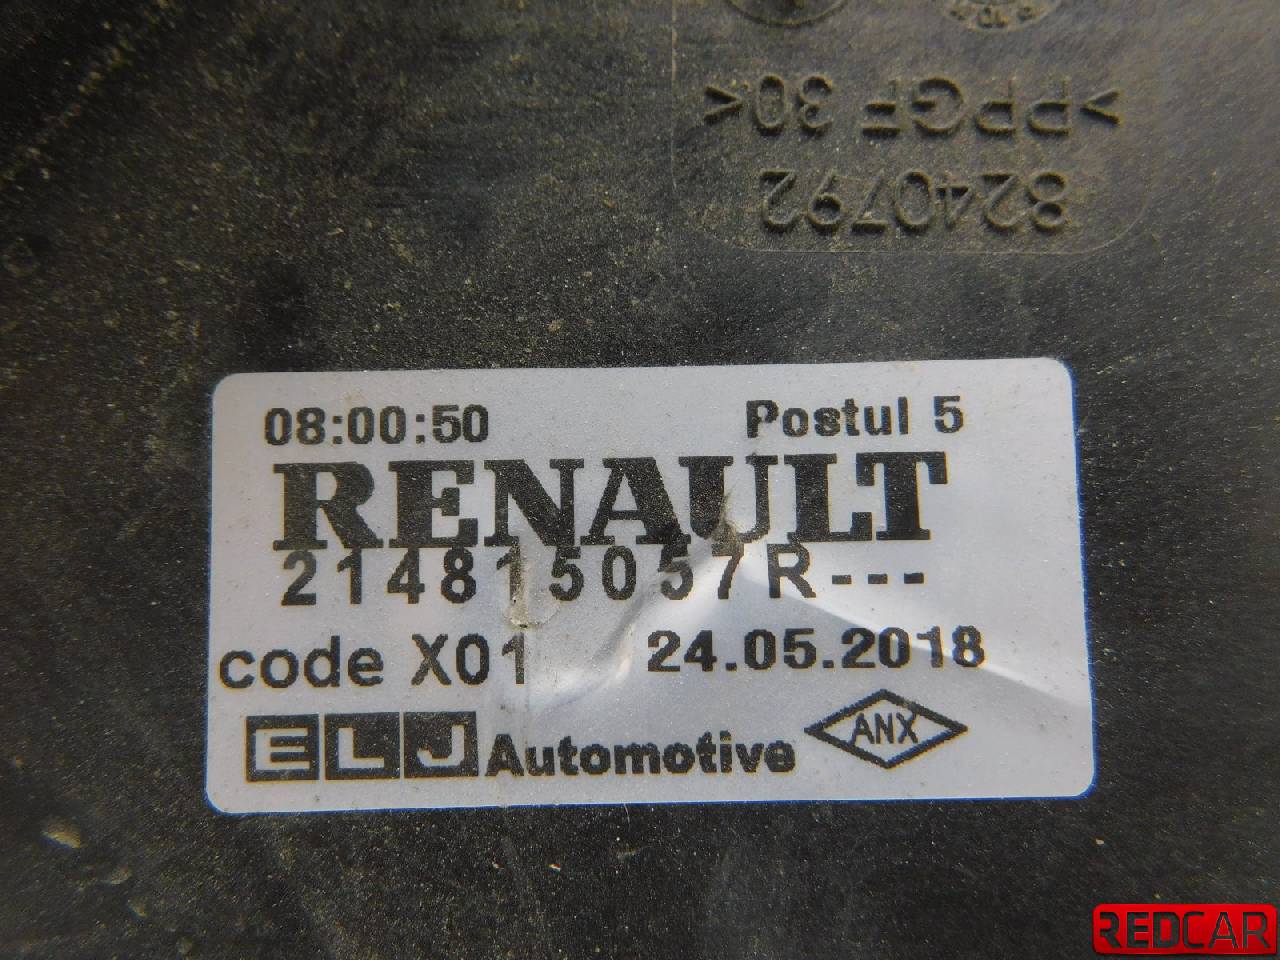 >PPGF 30<
8240792
08:00:50 Postul 5
RENAULT
214815057R---
code X01 24.05.2018
ELJ Automotive ANX
REDCAR